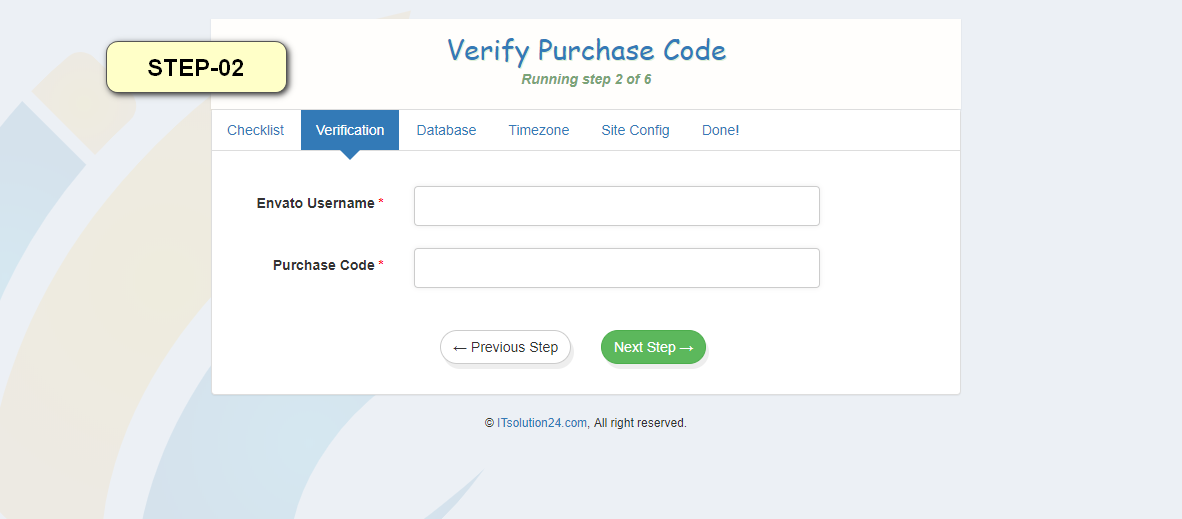 STEP-02
Verify Purchase Code
Running step 2 of 6
Checklist Verification Database Timezone Site Config Done!
Envato Username *
Purchase Code *
← Previous Step Next Step →
© ITsolution24.com, All right reserved.